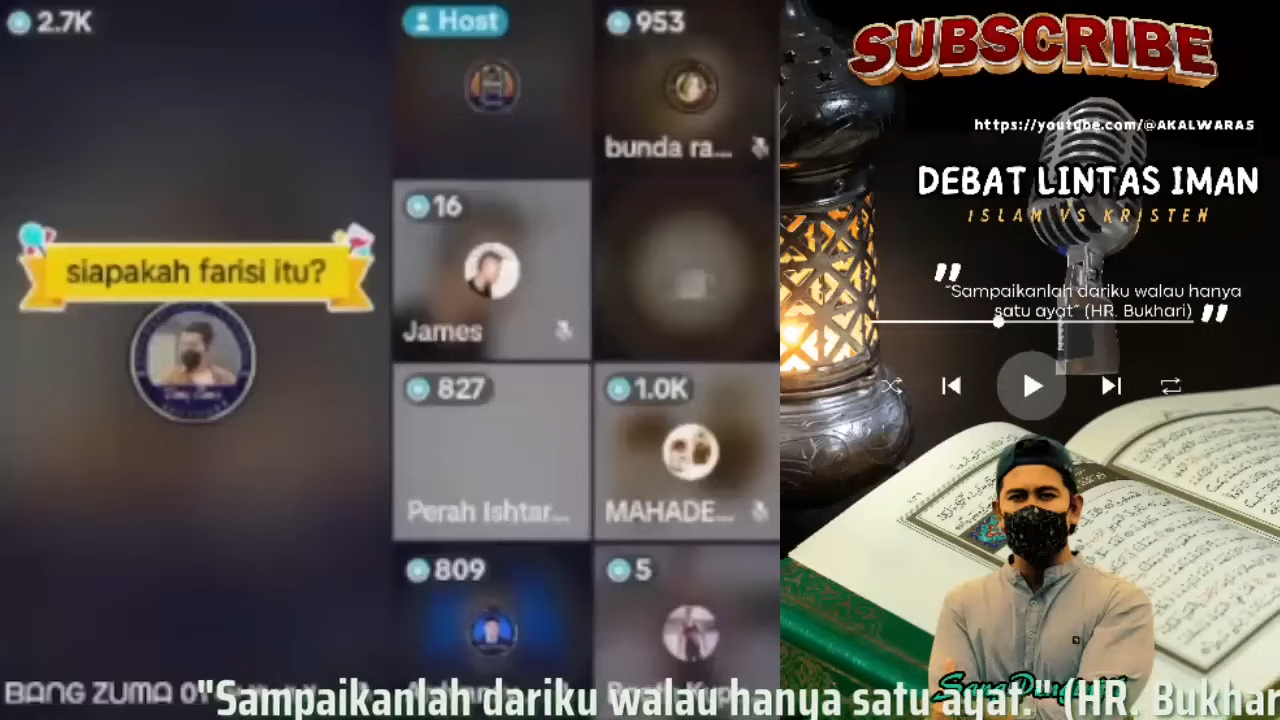 2.7K
Host
953
bunda ra...
16
James
siapakah farisi itu?
827
Perah Ishtar...
1.0K
MAHADE...
809
5
BANG ZUMA
SUBSCRIBE
https://youtube.com/@AKALWARAS
DEBAT LINTAS IMAN
ISLAM VS KRISTEN
"Sampaikanlah dariku walau hanya
satu ayat" (HR. Bukhari)
"Sampaikanlah dariku walau hanya satu ayat." (HR. Bukhar